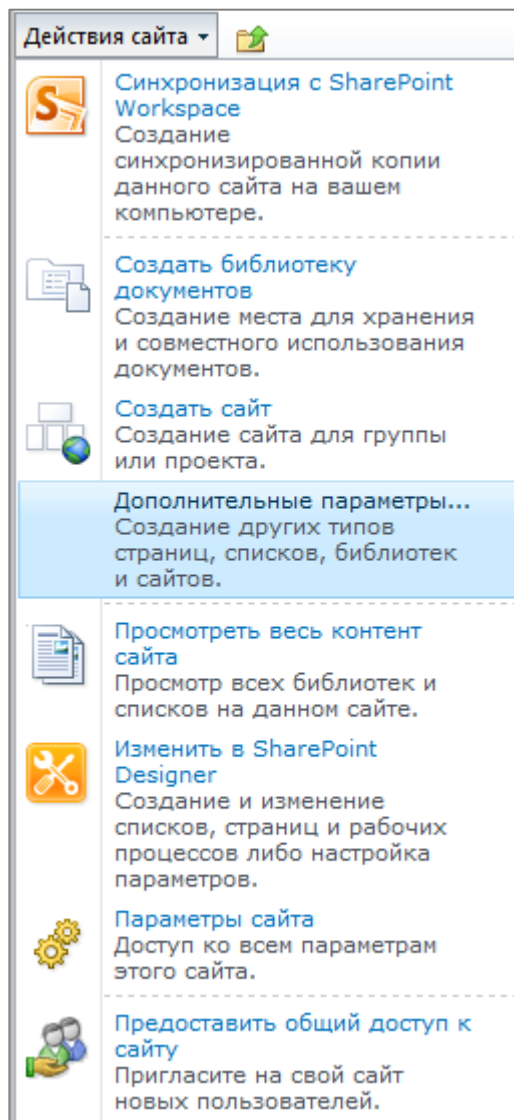 Действия сайта
Синхронизация с SharePoint
Workspace
Создание
синхронизированной копии
данного сайта на вашем
компьютере.
Создать библиотеку
документов
Создание места для хранения
и совместного использования
документов.
Создать сайт
Создание сайта для группы
или проекта.
Дополнительные параметры...
Создание других типов
страниц, списков, библиотек
и сайтов.
Просмотреть весь контент
сайта
Просмотр всех библиотек и
списков на данном сайте.
Изменить в SharePoint
Designer
Создание и изменение
списков, страниц и рабочих
процессов либо настройка
параметров.
Параметры сайта
Доступ ко всем параметрам
этого сайта.
Предоставить общий доступ к
сайту
Пригласите на свой сайт
новых пользователей.